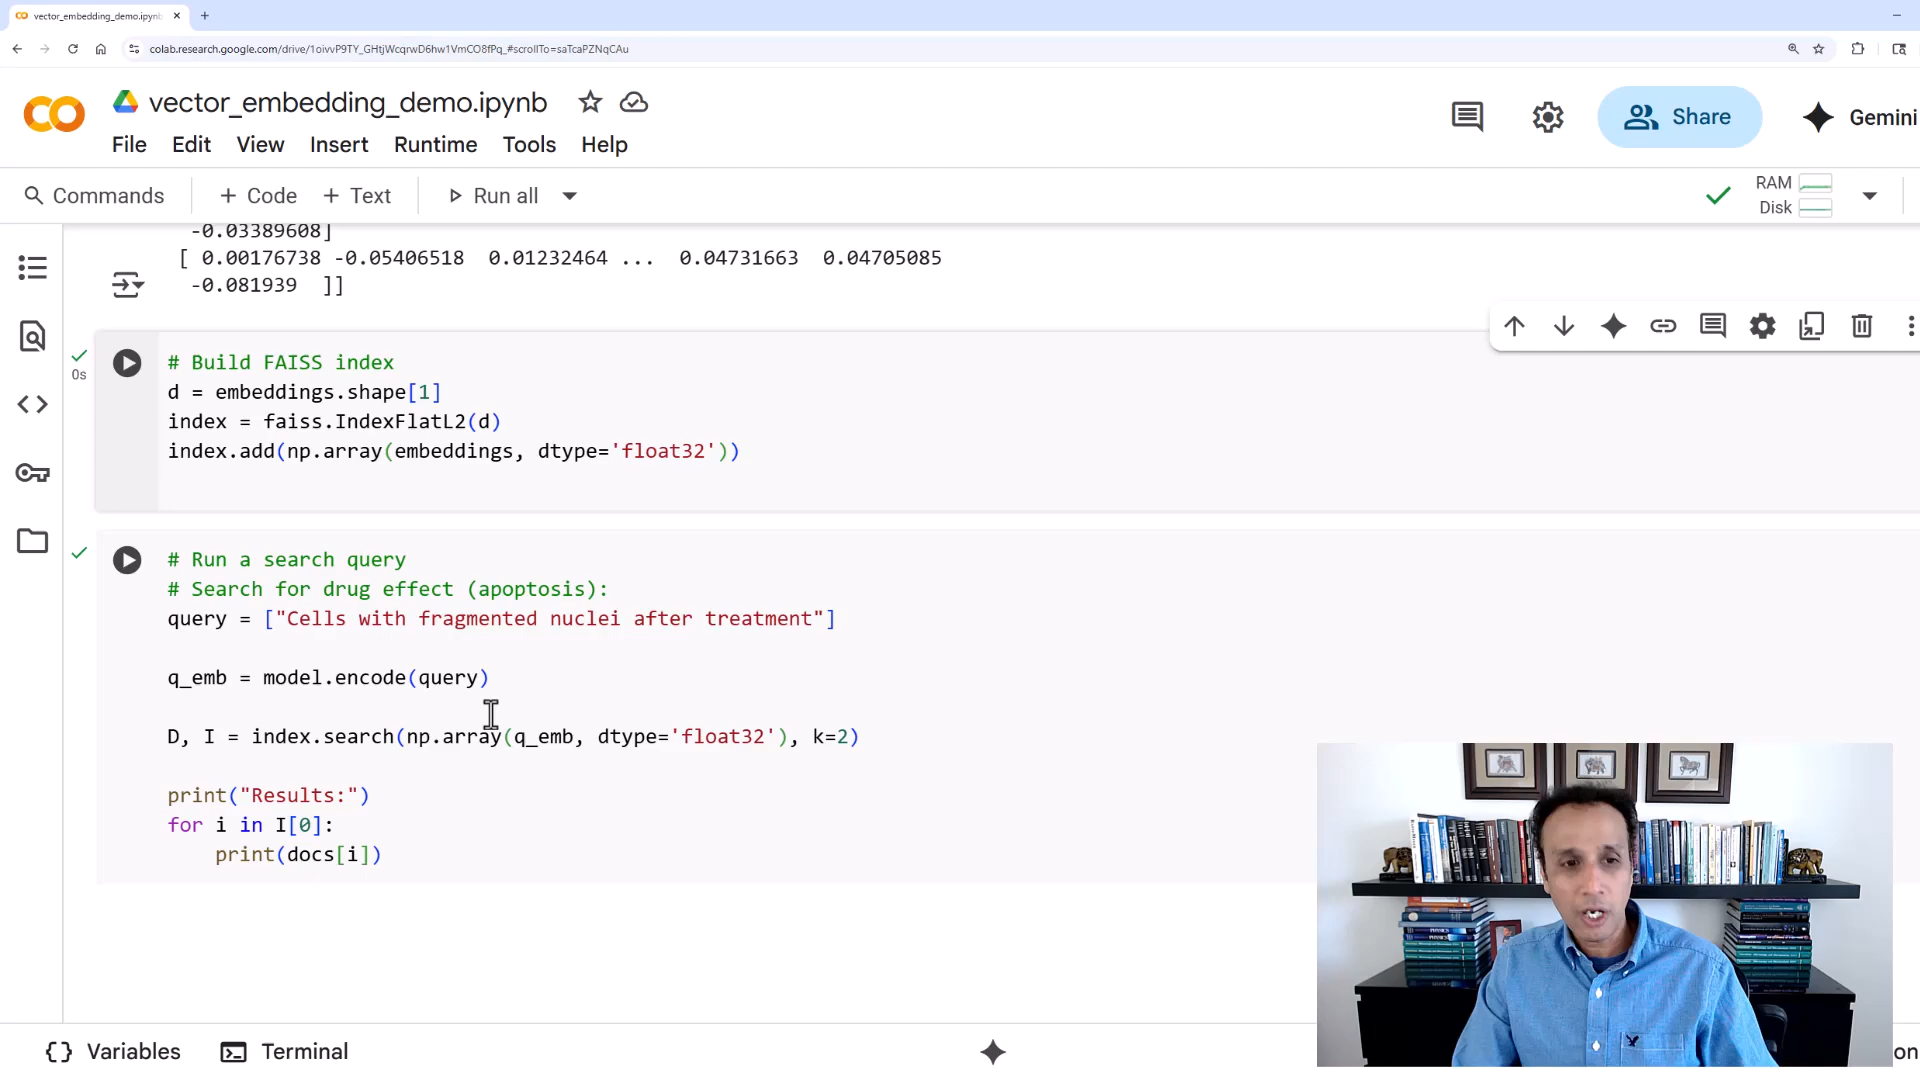 vector_embedding_demo.ipynb
colab.research.google.com/drive/1oivvP9TY_GHtjWcqrwD6hw1VmCO8fPq_#scrollTo=saTcaPZNqCAu
vector_embedding_demo.ipynb
Share
Gemini
File Edit View Insert Runtime Tools Help
Commands + Code + Text Run all
RAM
Disk
-0.03389608]
[ 0.00176738 -0.05406518 0.01232464 ... 0.04731663 0.04705085
-0.081939 ]]
0s
# Build FAISS index
d = embeddings.shape[1]
index = faiss.IndexFlatL2(d)
index.add(np.array(embeddings, dtype='float32'))
# Run a search query
# Search for drug effect (apoptosis):
query = ["Cells with fragmented nuclei after treatment"]
q_emb = model.encode(query)
D, I = index.search(np.array(q_emb, dtype='float32'), k=2)
print("Results:")
for i in I[0]:
print(docs[i])
{} Variables Terminal
on